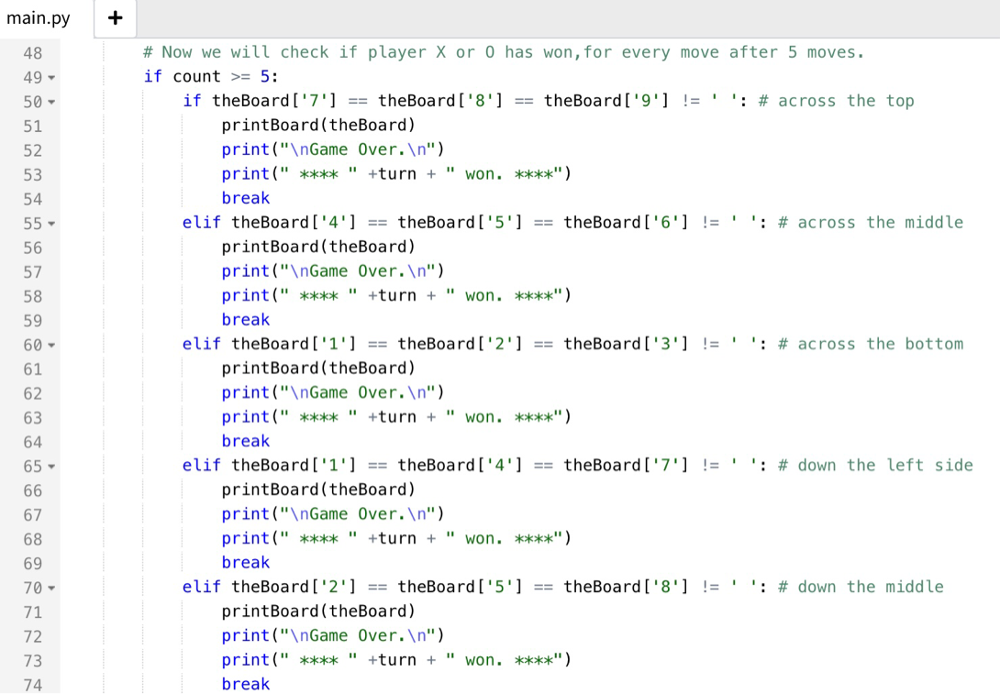 main.py +
48 # Now we will check if player X or O has won,for every move after 5 moves.
49 if count >= 5:
50 if theBoard['7'] == theBoard['8'] == theBoard['9'] != ' ': # across the top
51 printBoard(theBoard)
52 print("\nGame Over.\n")
53 print(" **** " +turn + " won. ****")
54 break
55 elif theBoard['4'] == theBoard['5'] == theBoard['6'] != ' ': # across the middle
56 printBoard(theBoard)
57 print("\nGame Over.\n")
58 print(" **** " +turn + " won. ****")
59 break
60 elif theBoard['1'] == theBoard['2'] == theBoard['3'] != ' ': # across the bottom
61 printBoard(theBoard)
62 print("\nGame Over.\n")
63 print(" **** " +turn + " won. ****")
64 break
65 elif theBoard['1'] == theBoard['4'] == theBoard['7'] != ' ': # down the left side
66 printBoard(theBoard)
67 print("\nGame Over.\n")
68 print(" **** " +turn + " won. ****")
69 break
70 elif theBoard['2'] == theBoard['5'] == theBoard['8'] != ' ': # down the middle
71 printBoard(theBoard)
72 print("\nGame Over.\n")
73 print(" **** " +turn + " won. ****")
74 break